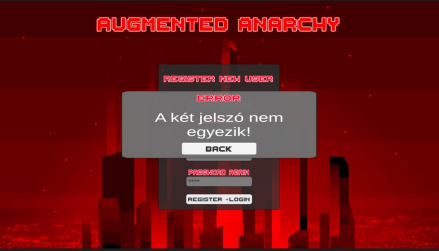 AUGMENTED ANARCHY
REGISTER NEW USER
ERROR
A két jelszó nem
egyezik!
BACK
PASSWORD AGAIN
****
REGISTER +LOGIN